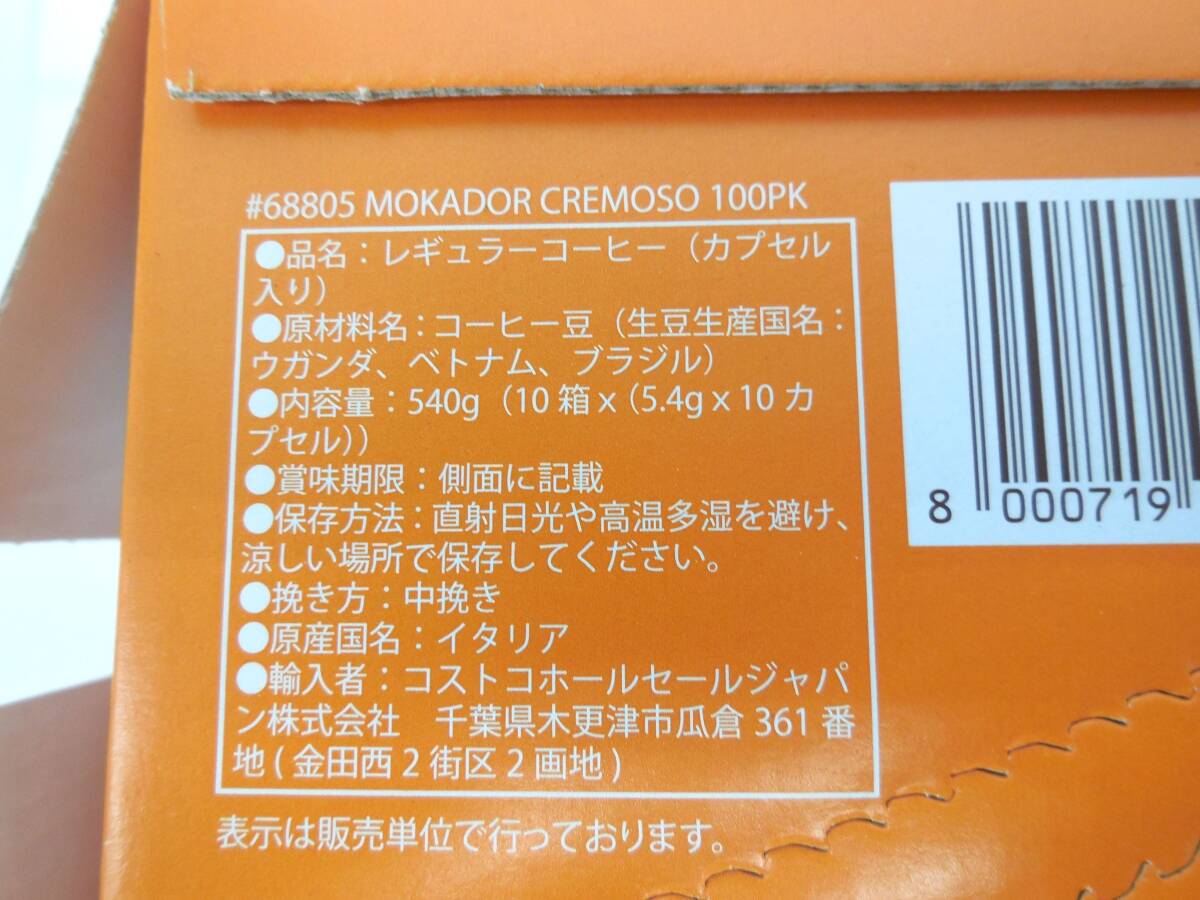 #68805 MOKADOR CREMOSO 100PK
●品名：レギュラーコーヒー（カプセル
入り）
●原材料名：コーヒー豆（生豆生産国名：
ウガンダ、ベトナム、ブラジル）
●内容量：540g（10 箱 x（5.4g x 10 カ
プセル））
●賞味期限：側面に記載
●保存方法：直射日光や高温多湿を避け、
涼しい場所で保存してください。
●挽き方：中挽き
●原産国名：イタリア
●輸入者：コストコホールセールジャパ
ン株式会社　千葉県木更津市瓜倉 361 番
地 ( 金田西 2 街区 2 画地 )
表示は販売単位で行っております。
8 000719